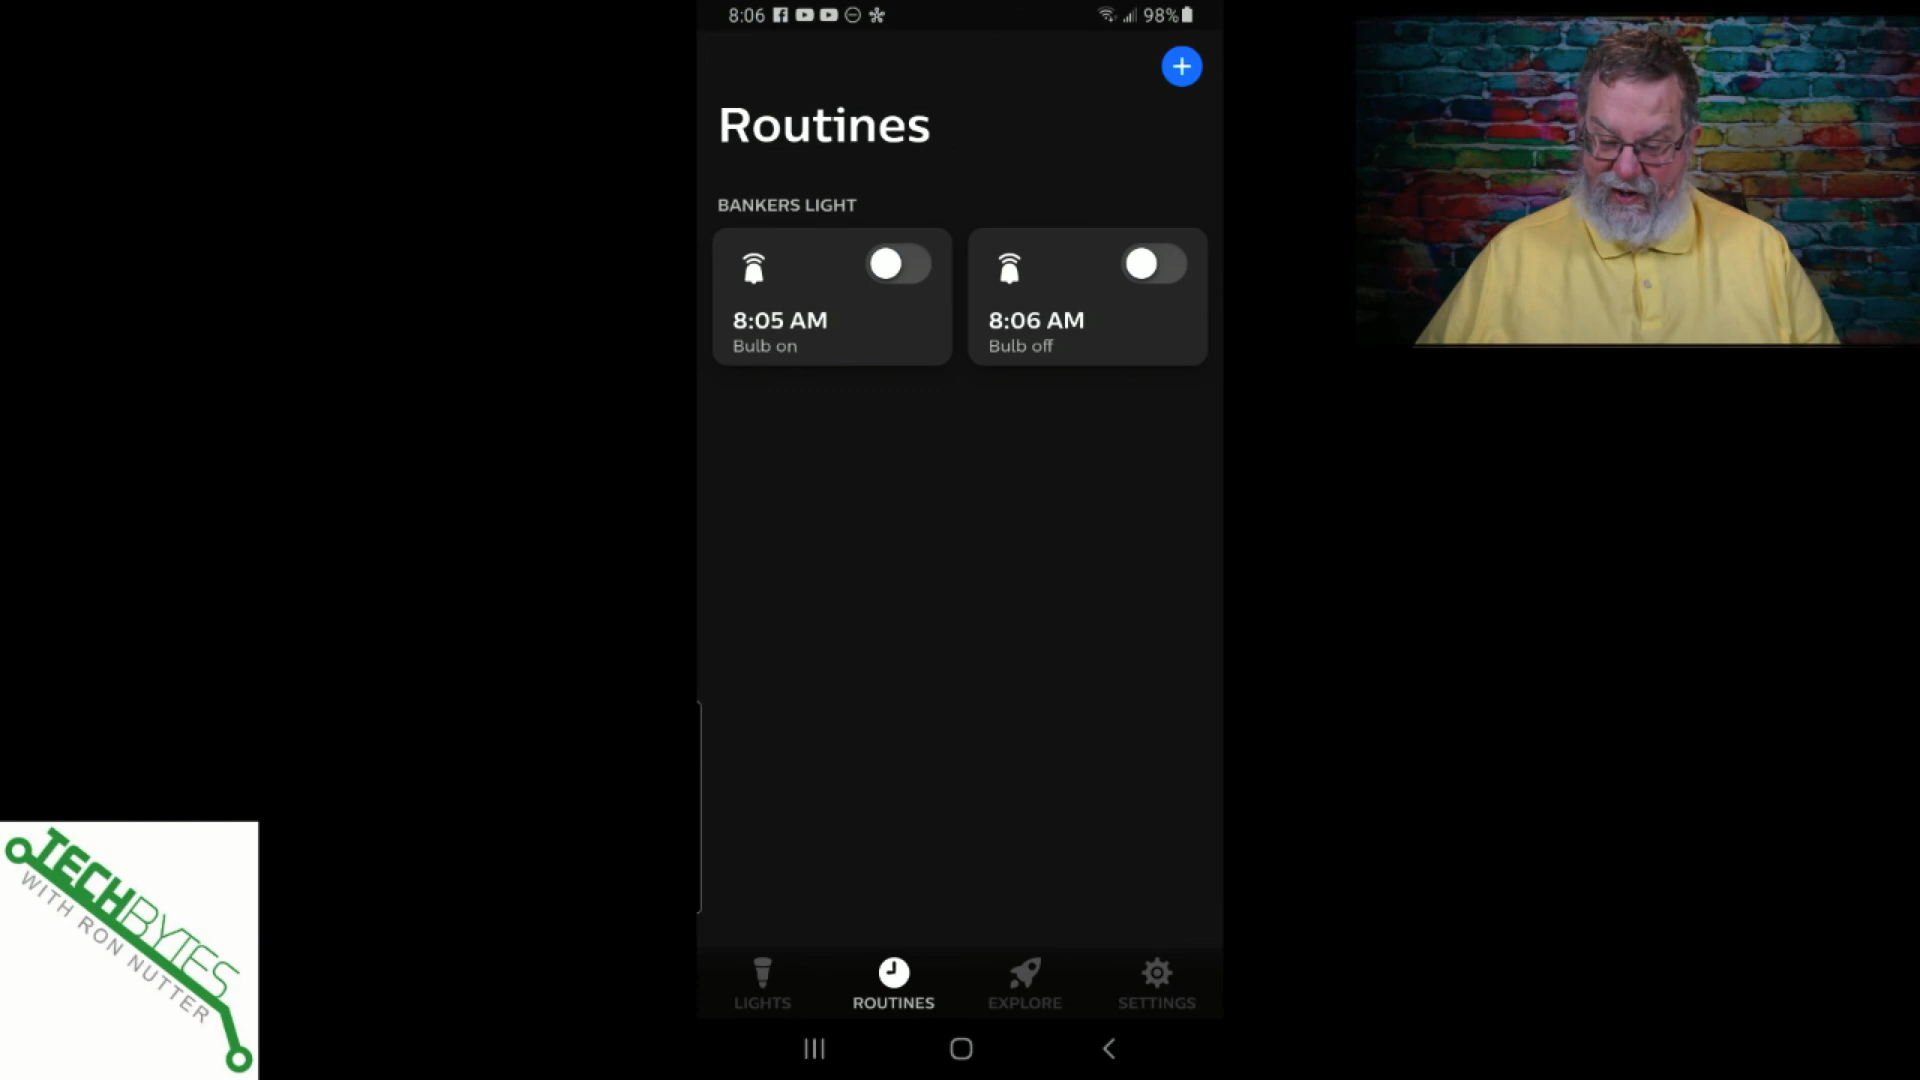 8:06 98%
Routines
BANKERS LIGHT
8:05 AM
Bulb on
8:06 AM
Bulb off
LIGHTS ROUTINES EXPLORE SETTINGS
TECHBYTES
WITH RON NUTTER